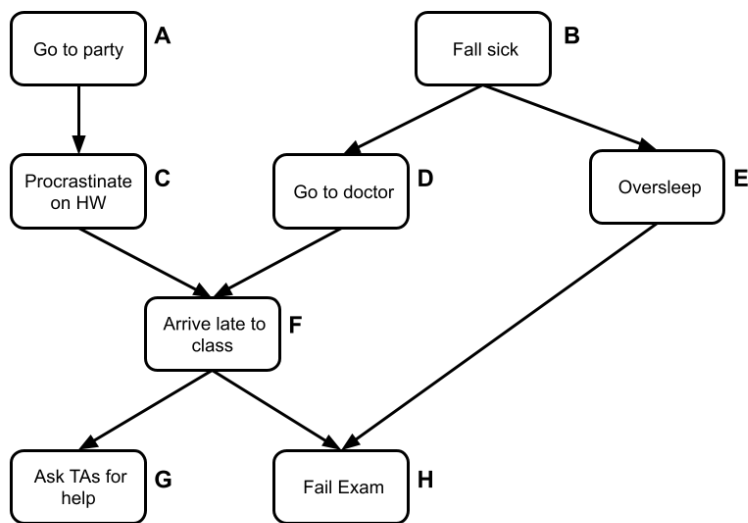 Go to party
A
Fall sick
B
Procrastinate
on HW
C
Go to doctor
D
Oversleep
E
Arrive late to
class
F
Ask TAs for
help
G
Fail Exam
H